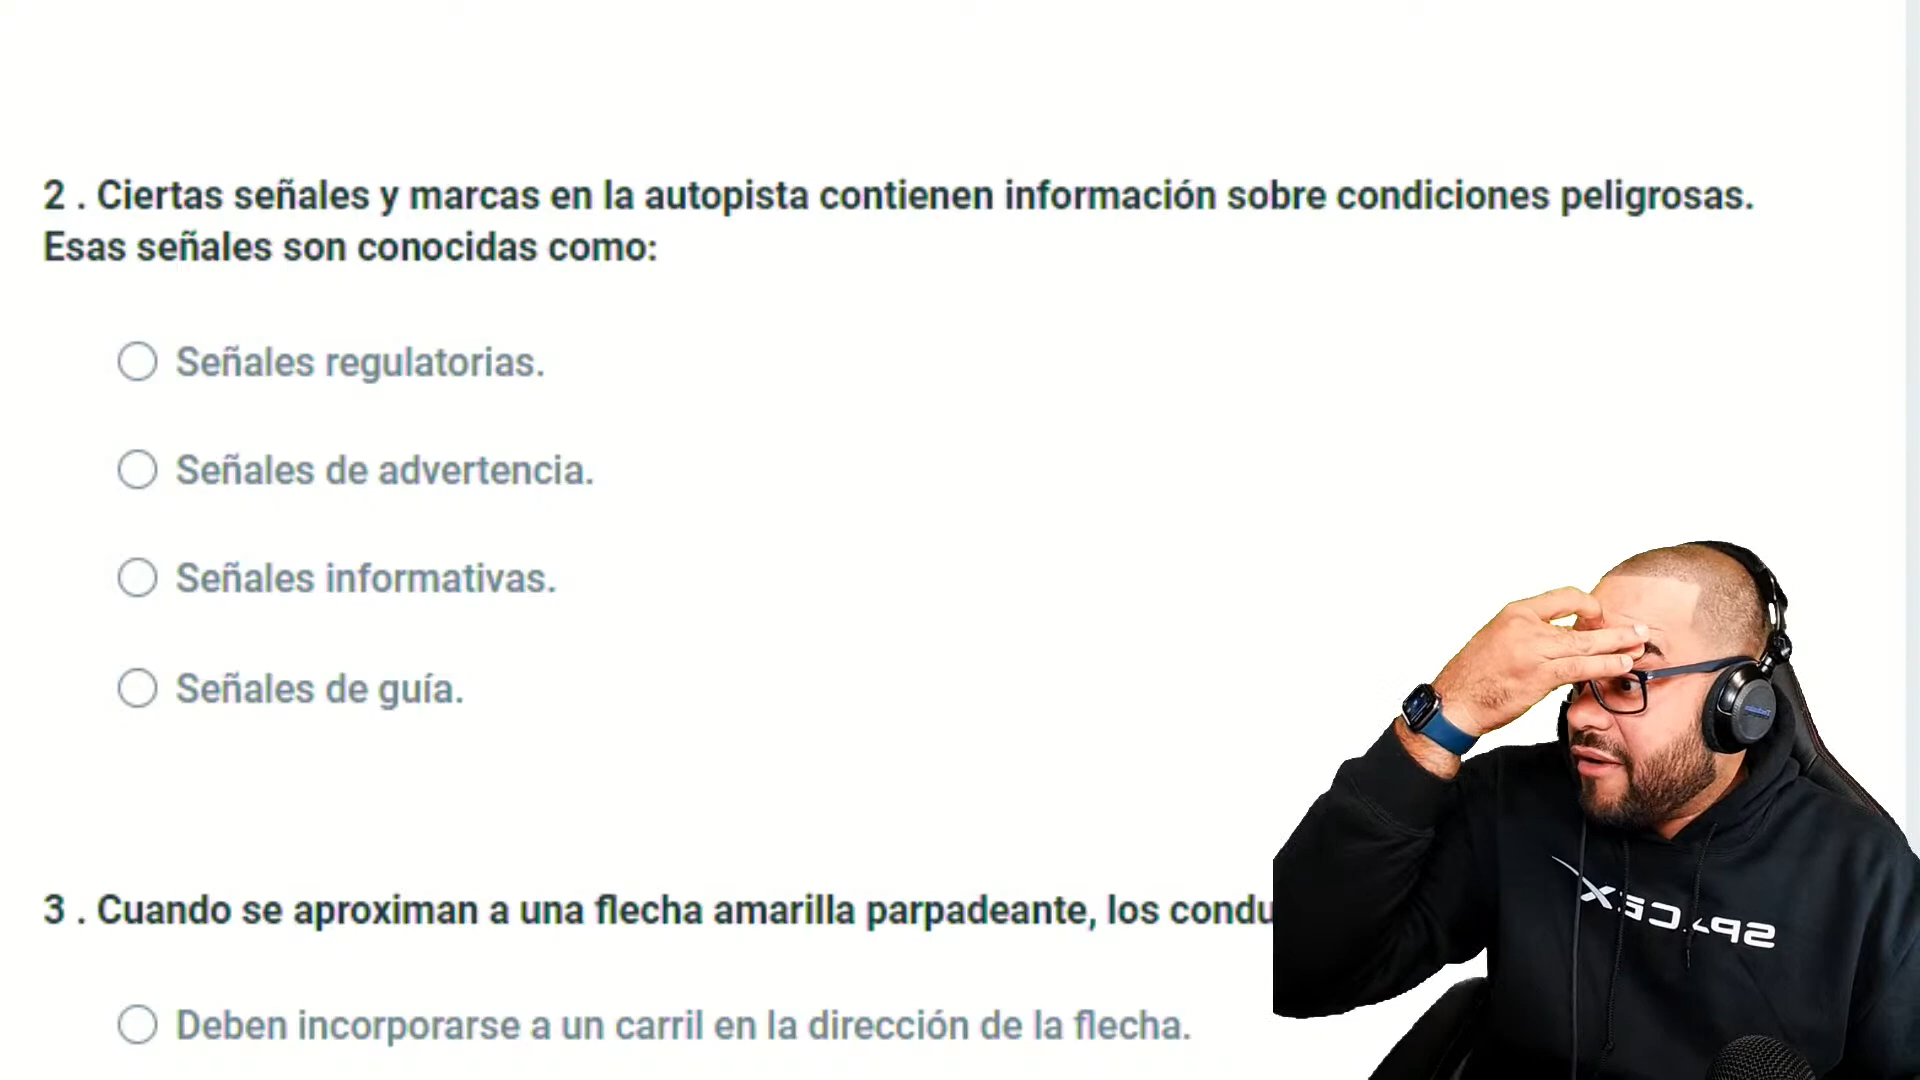 2 . Ciertas señales y marcas en la autopista contienen información sobre condiciones peligrosas.
Esas señales son conocidas como:
Señales regulatorias.
Señales de advertencia.
Señales informativas.
Señales de guía.
3 . Cuando se aproximan a una flecha amarilla parpadeante, los condu
Deben incorporarse a un carril en la dirección de la flecha.
SPACEX